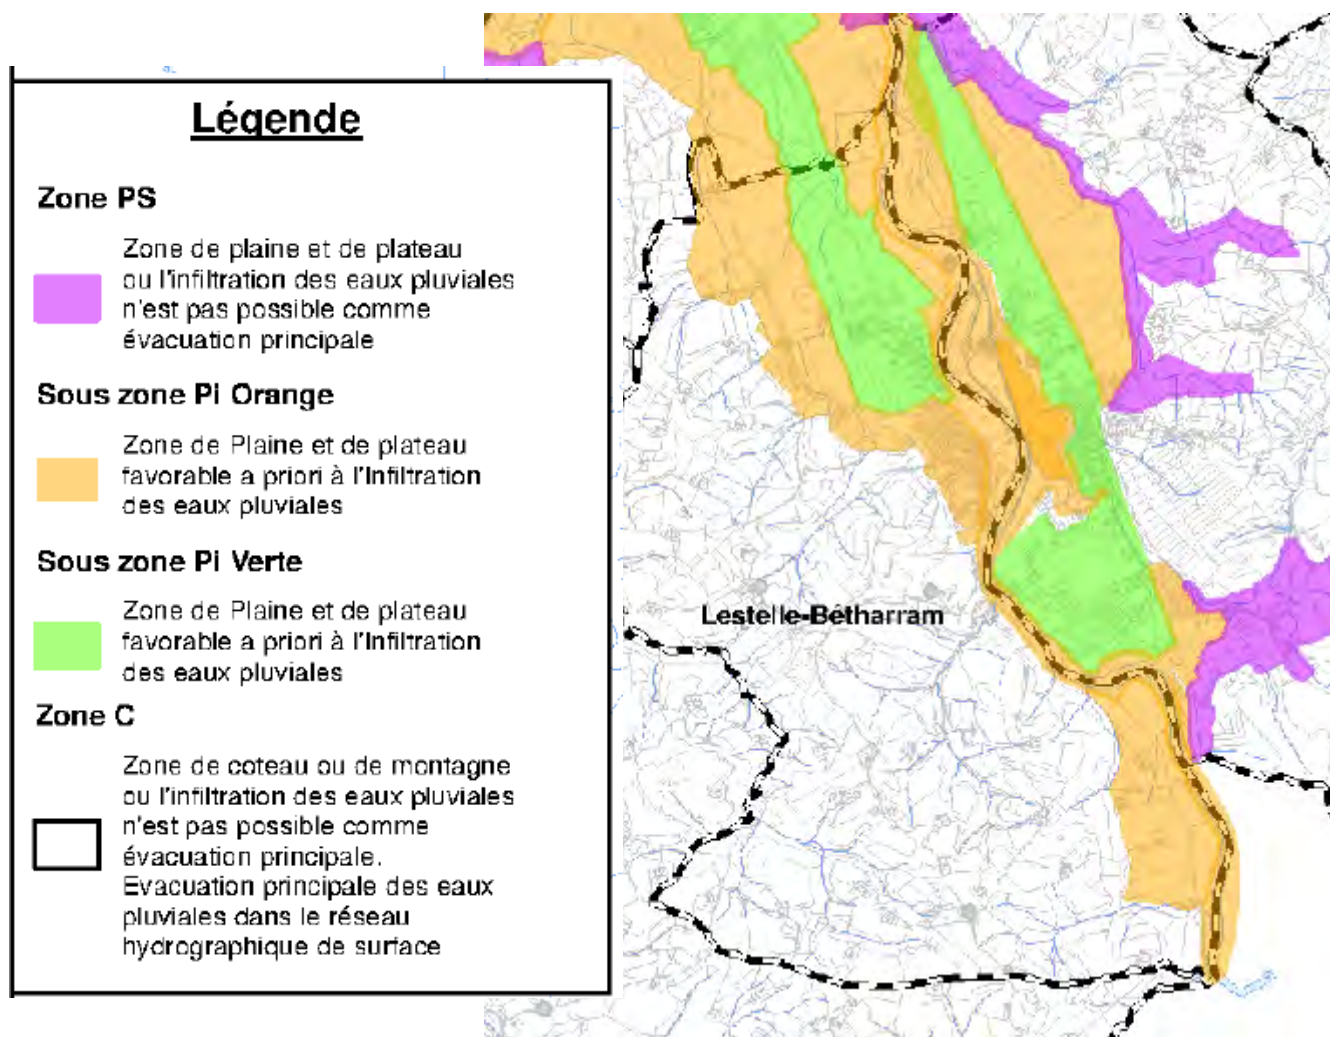 Légende
Zone PS
Zone de plaine et de plateau
ou l'infiltration des eaux pluviales
n'est pas possible comme
évacuation principale
Sous zone Pi Orange
Zone de Plaine et de plateau
favorable a priori à l'Infiltration
des eaux pluviales
Sous zone Pi Verte
Zone de Plaine et de plateau
favorable a priori à l'Infiltration
des eaux pluviales
Zone C
Zone de coteau ou de montagne
ou l'infiltration des eaux pluviales
n'est pas possible comme
évacuation principale.
Evacuation principale des eaux
pluviales dans le réseau
hydrographique de surface
Lestelle-Bétharram